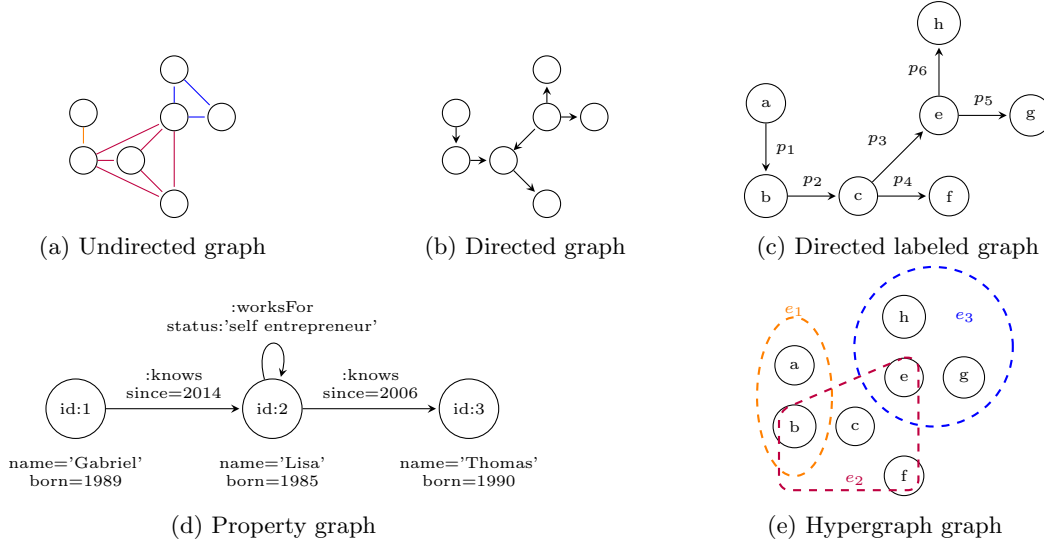 h
a
p₆
e
p₅
g
p₁
p₃
b
p₂
c
p₄
f
(a) Undirected graph
(b) Directed graph
(c) Directed labeled graph
:worksFor
status:'self entrepreneur'
:knows
since=2014
:knows
since=2006
id:1
id:2
id:3
name='Gabriel'
born=1989
name='Lisa'
born=1985
name='Thomas'
born=1990
(d) Property graph
e₁
h
e₃
a
e
g
b
c
e₂
f
(e) Hypergraph graph